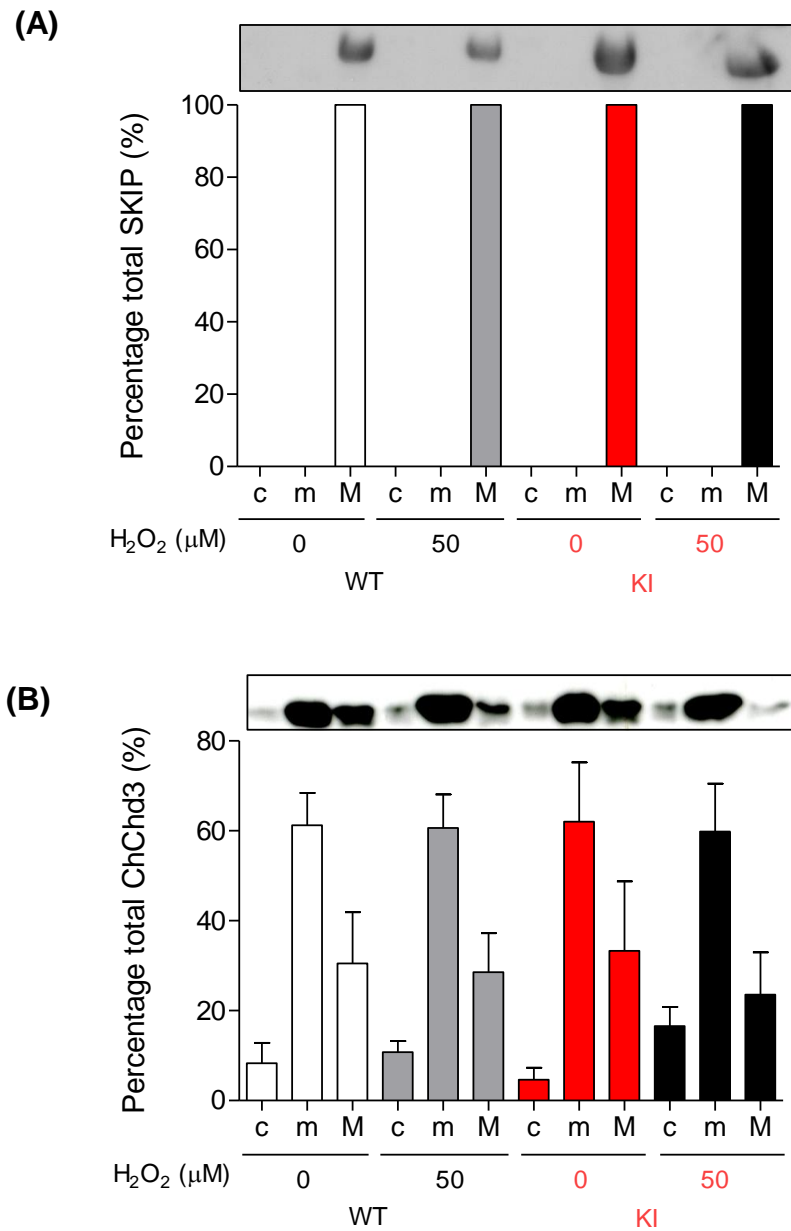 (A)
Percentage total SKIP (%)
100
80
60
40
20
0
c m M c m M c m M c m M
H₂O₂ (μM) 0 50 0 50
WT KI
(B)
Percentage total ChChd3 (%)
80
60
40
20
0
c m M c m M c m M c m M
H₂O₂ (μM) 0 50 0 50
WT KI